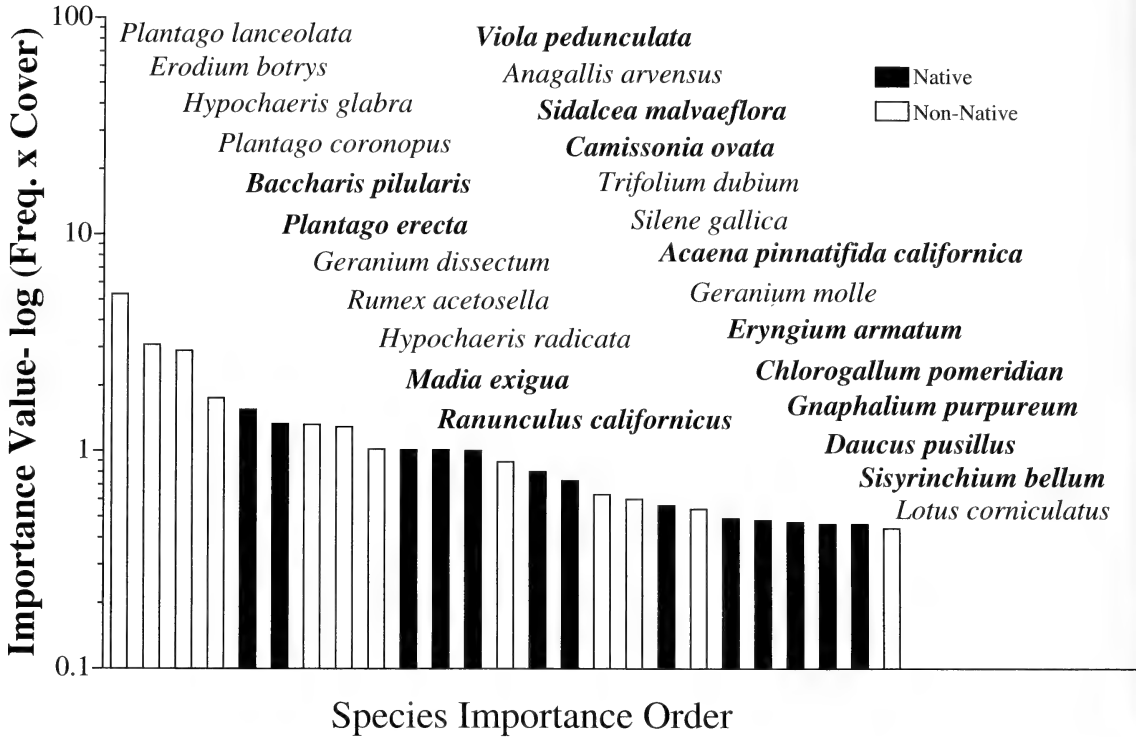 Importance Value- log (Freq. x Cover)
100
10
1
0.1
Plantago lanceolata
Erodium botrys
Hypochaeris glabra
Plantago coronopus
Baccharis pilularis
Plantago erecta
Geranium dissectum
Rumex acetosella
Hypochaeris radicata
Madia exigua
Ranunculus californicus
Viola pedunculata
Anagallis arvensus
Sidalcea malvaeflora
Camissonia ovata
Trifolium dubium
Silene gallica
Acaena pinnatifida californica
Geranium molle
Eryngium armatum
Chlorogallum pomeridian
Gnaphalium purpureum
Daucus pusillus
Sisyrinchium bellum
Lotus corniculatus
Native
Non-Native
Species Importance Order